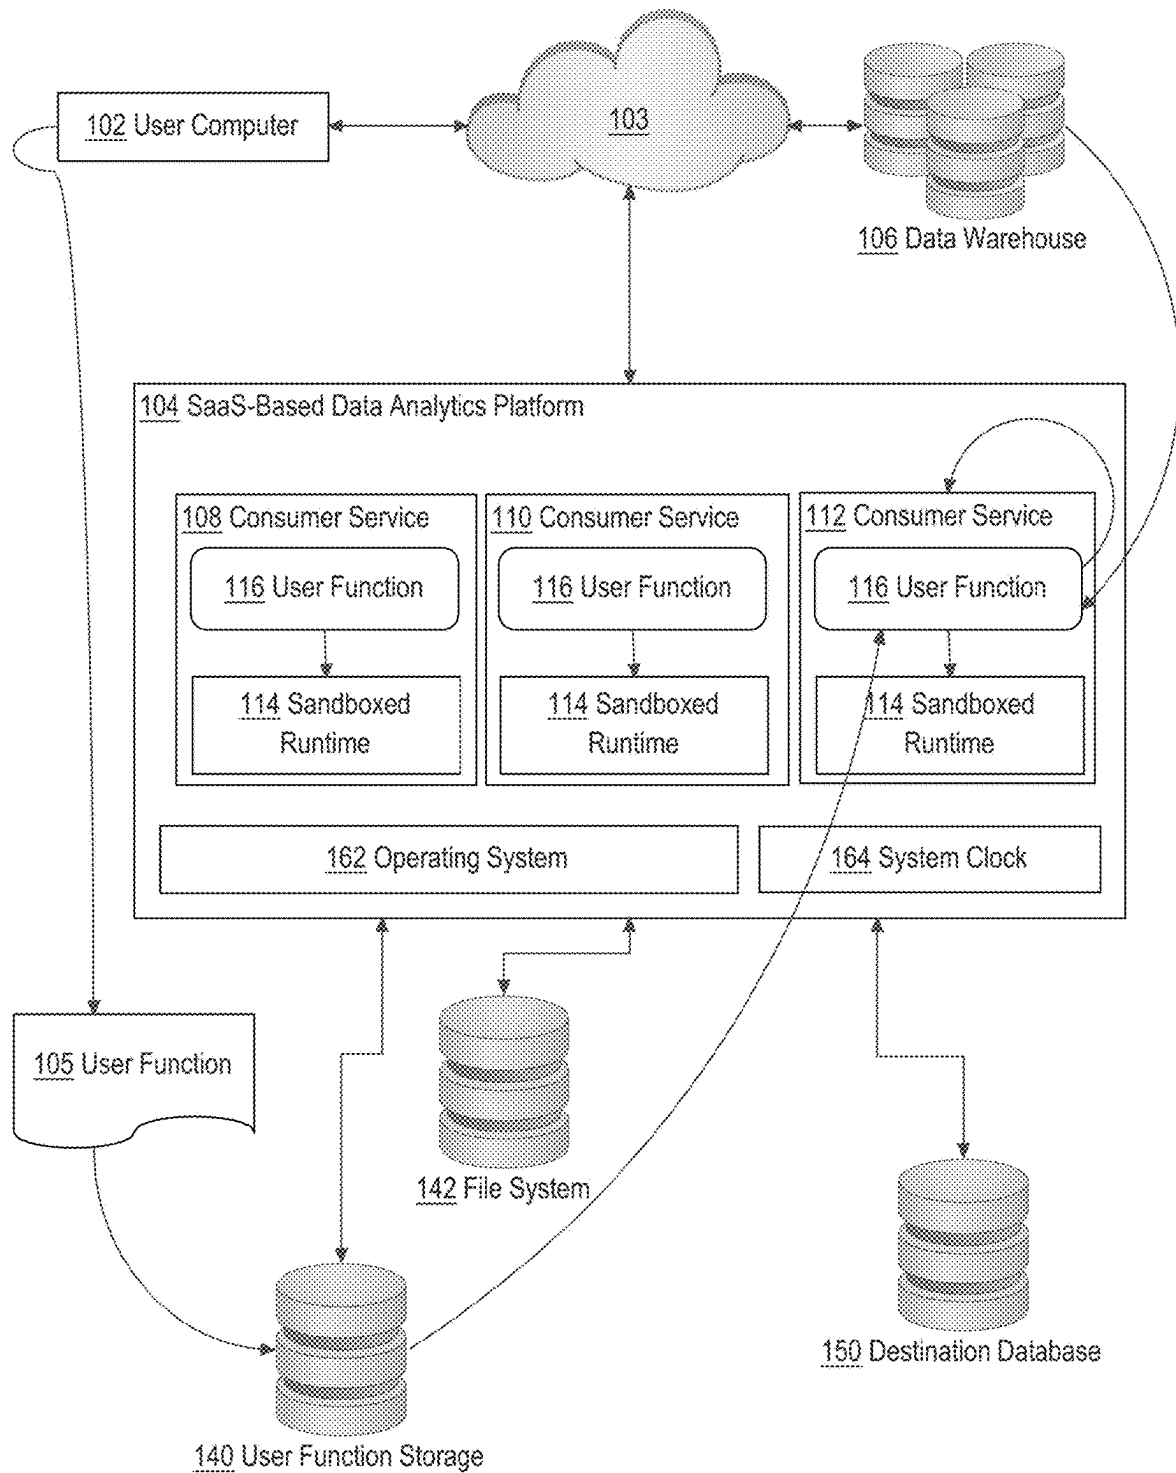 102 User Computer
103
106 Data Warehouse
104 SaaS-Based Data Analytics Platform
108 Consumer Service
110 Consumer Service
112 Consumer Service
116 User Function
116 User Function
116 User Function
114 Sandboxed
Runtime
114 Sandboxed
Runtime
114 Sandboxed
Runtime
162 Operating System
164 System Clock
105 User Function
142 File System
150 Destination Database
140 User Function Storage